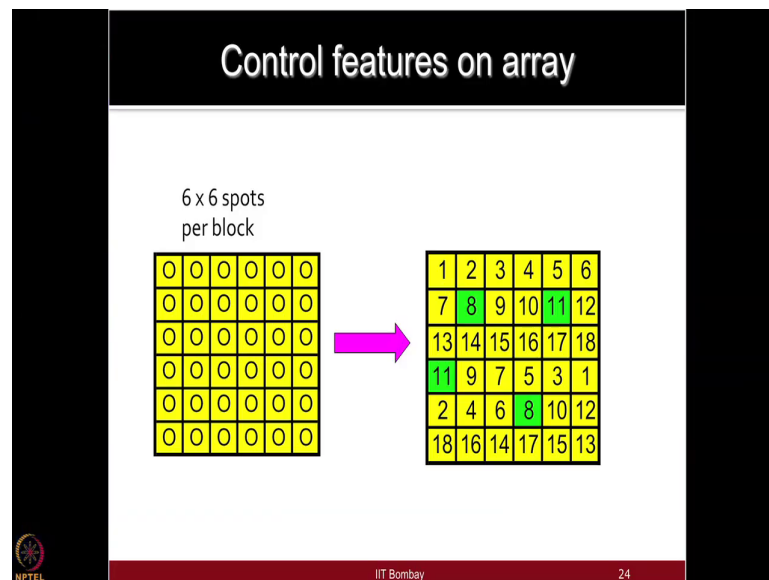 Control features on array
6 x 6 spots
per block
O O O O O O
O O O O O O
O O O O O O
O O O O O O
O O O O O O
O O O O O O
1 2 3 4 5 6
7 8 9 10 11 12
13 14 15 16 17 18
11 9 7 5 3 1
2 4 6 8 10 12
18 16 14 17 15 13
NPTEL
IIT Bombay
24